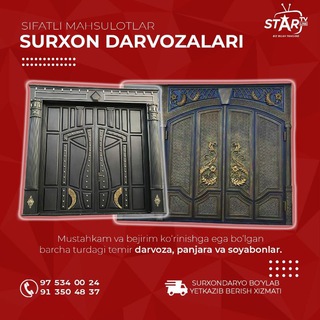 SIFATLI MAHSULOTLAR
SURXON DARVOZALARI
STAR TV
Mustahkam va bejirim ko'rinishga ega bo'lgan
barcha turdagi temir darvoza, panjara va soyabonlar.
97 534 00 24
91 350 48 37
SURXONDARYO BO'YLAB
YETKAZIB BERISH XIZMATI